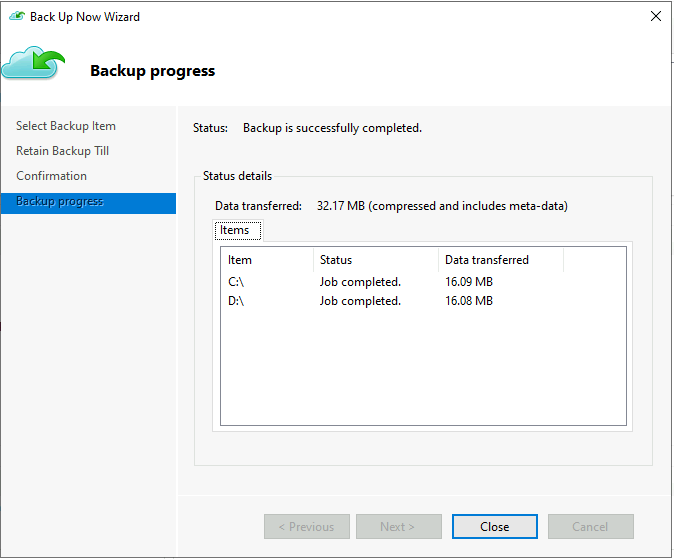 Back Up Now Wizard
Backup progress
Select Backup Item
Retain Backup Till
Confirmation
Backup progress
Status: Backup is successfully completed.
Status details
Data transferred: 32.17 MB (compressed and includes meta-data)
Items
Item Status Data transferred
C:\ Job completed. 16.09 MB
D:\ Job completed. 16.08 MB
< Previous Next > Close Cancel